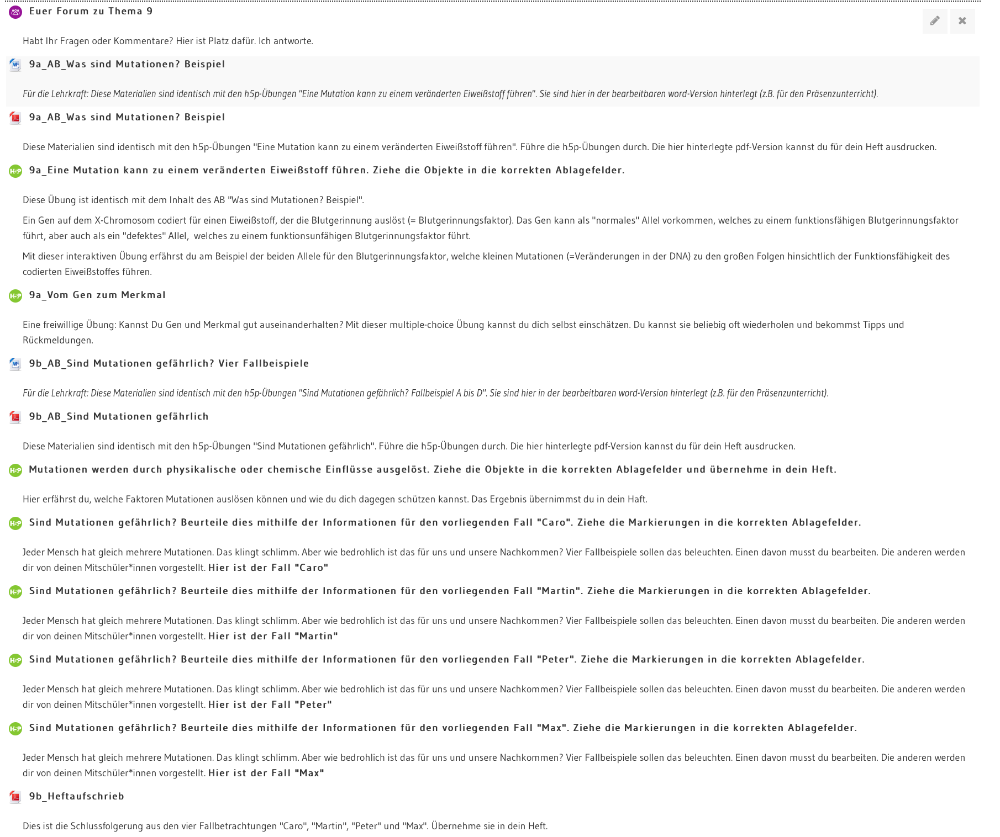 Euer Forum zu Thema 9
Habt Ihr Fragen oder Kommentare? Hier ist Platz dafür. Ich antworte.
9a_AB_Was sind Mutationen? Beispiel
Für die Lehrkraft: Diese Materialien sind identisch mit den h5p-Übungen "Eine Mutation kann zu einem veränderten Eiweißstoff führen". Sie sind hier in der bearbeitbaren word-Version hinterlegt (z.B. für den Präsenzunterricht).
9a_AB_Was sind Mutationen? Beispiel
Diese Materialien sind identisch mit den h5p-Übungen "Eine Mutation kann zu einem veränderten Eiweißstoff führen". Führe die h5p-Übungen durch. Die hier hinterlegte pdf-Version kannst du für dein Heft ausdrucken.
H5P 9a_Eine Mutation kann zu einem veränderten Eiweißstoff führen. Ziehe die Objekte in die korrekten Ablagefelder.
Diese Übung ist identisch mit dem Inhalt des AB "Was sind Mutationen? Beispiel".
Ein Gen auf dem X-Chromosom codiert für einen Eiweißstoff, der die Blutgerinnung auslöst (= Blutgerinnungsfaktor). Das Gen kann als "normales" Allel vorkommen, welches zu einem funktionsfähigen Blutgerinnungsfaktor
führt, aber auch als ein "defektes" Allel, welches zu einem funktionsunfähigen Blutgerinnungsfaktor führt.
Mit dieser interaktiven Übung erfährst du am Beispiel der beiden Allele für den Blutgerinnungsfaktor, welche kleinen Mutationen (=Veränderungen in der DNA) zu den großen Folgen hinsichtlich der Funktionsfähigkeit des
codierten Eiweißstoffes führen.
H5P 9a_Vom Gen zum Merkmal
Eine freiwillige Übung: Kannst Du Gen und Merkmal gut auseinanderhalten? Mit dieser multiple-choice Übung kannst du dich selbst einschätzen. Du kannst sie beliebig oft wiederholen und bekommst Tipps und
Rückmeldungen.
9b_AB_Sind Mutationen gefährlich? Vier Fallbeispiele
Für die Lehrkraft: Diese Materialien sind identisch mit den h5p-Übungen "Sind Mutationen gefährlich? Fallbeispiel A bis D". Sie sind hier in der bearbeitbaren word-Version hinterlegt (z.B. für den Präsenzunterricht).
9b_AB_Sind Mutationen gefährlich
Diese Materialien sind identisch mit den h5p-Übungen "Sind Mutationen gefährlich". Führe die h5p-Übungen durch. Die hier hinterlegte pdf-Version kannst du für dein Heft ausdrucken.
H5P Mutationen werden durch physikalische oder chemische Einflüsse ausgelöst. Ziehe die Objekte in die korrekten Ablagefelder und übernehme in dein Heft.
Hier erfährst du, welche Faktoren Mutationen auslösen können und wie du dich dagegen schützen kannst. Das Ergebnis übernimmst du in dein Haft.
H5P Sind Mutationen gefährlich? Beurteile dies mithilfe der Informationen für den vorliegenden Fall "Caro". Ziehe die Markierungen in die korrekten Ablagefelder.
Jeder Mensch hat gleich mehrere Mutationen. Das klingt schlimm. Aber wie bedrohlich ist das für uns und unsere Nachkommen? Vier Fallbeispiele sollen das beleuchten. Einen davon musst du bearbeiten. Die anderen werden
dir von deinen Mitschüler*innen vorgestellt. Hier ist der Fall "Caro"
H5P Sind Mutationen gefährlich? Beurteile dies mithilfe der Informationen für den vorliegenden Fall "Martin". Ziehe die Markierungen in die korrekten Ablagefelder.
Jeder Mensch hat gleich mehrere Mutationen. Das klingt schlimm. Aber wie bedrohlich ist das für uns und unsere Nachkommen? Vier Fallbeispiele sollen das beleuchten. Einen davon musst du bearbeiten. Die anderen werden
dir von deinen Mitschüler*innen vorgestellt. Hier ist der Fall "Martin"
H5P Sind Mutationen gefährlich? Beurteile dies mithilfe der Informationen für den vorliegenden Fall "Peter". Ziehe die Markierungen in die korrekten Ablagefelder.
Jeder Mensch hat gleich mehrere Mutationen. Das klingt schlimm. Aber wie bedrohlich ist das für uns und unsere Nachkommen? Vier Fallbeispiele sollen das beleuchten. Einen davon musst du bearbeiten. Die anderen werden
dir von deinen Mitschüler*innen vorgestellt. Hier ist der Fall "Peter"
H5P Sind Mutationen gefährlich? Beurteile dies mithilfe der Informationen für den vorliegenden Fall "Max". Ziehe die Markierungen in die korrekten Ablagefelder.
Jeder Mensch hat gleich mehrere Mutationen. Das klingt schlimm. Aber wie bedrohlich ist das für uns und unsere Nachkommen? Vier Fallbeispiele sollen das beleuchten. Einen davon musst du bearbeiten. Die anderen werden
dir von deinen Mitschüler*innen vorgestellt. Hier ist der Fall "Max"
9b_Heftaufschrieb
Dies ist die Schlussfolgerung aus den vier Fallbetrachtungen "Caro", "Martin", "Peter" und "Max". Übernehme sie in dein Heft.